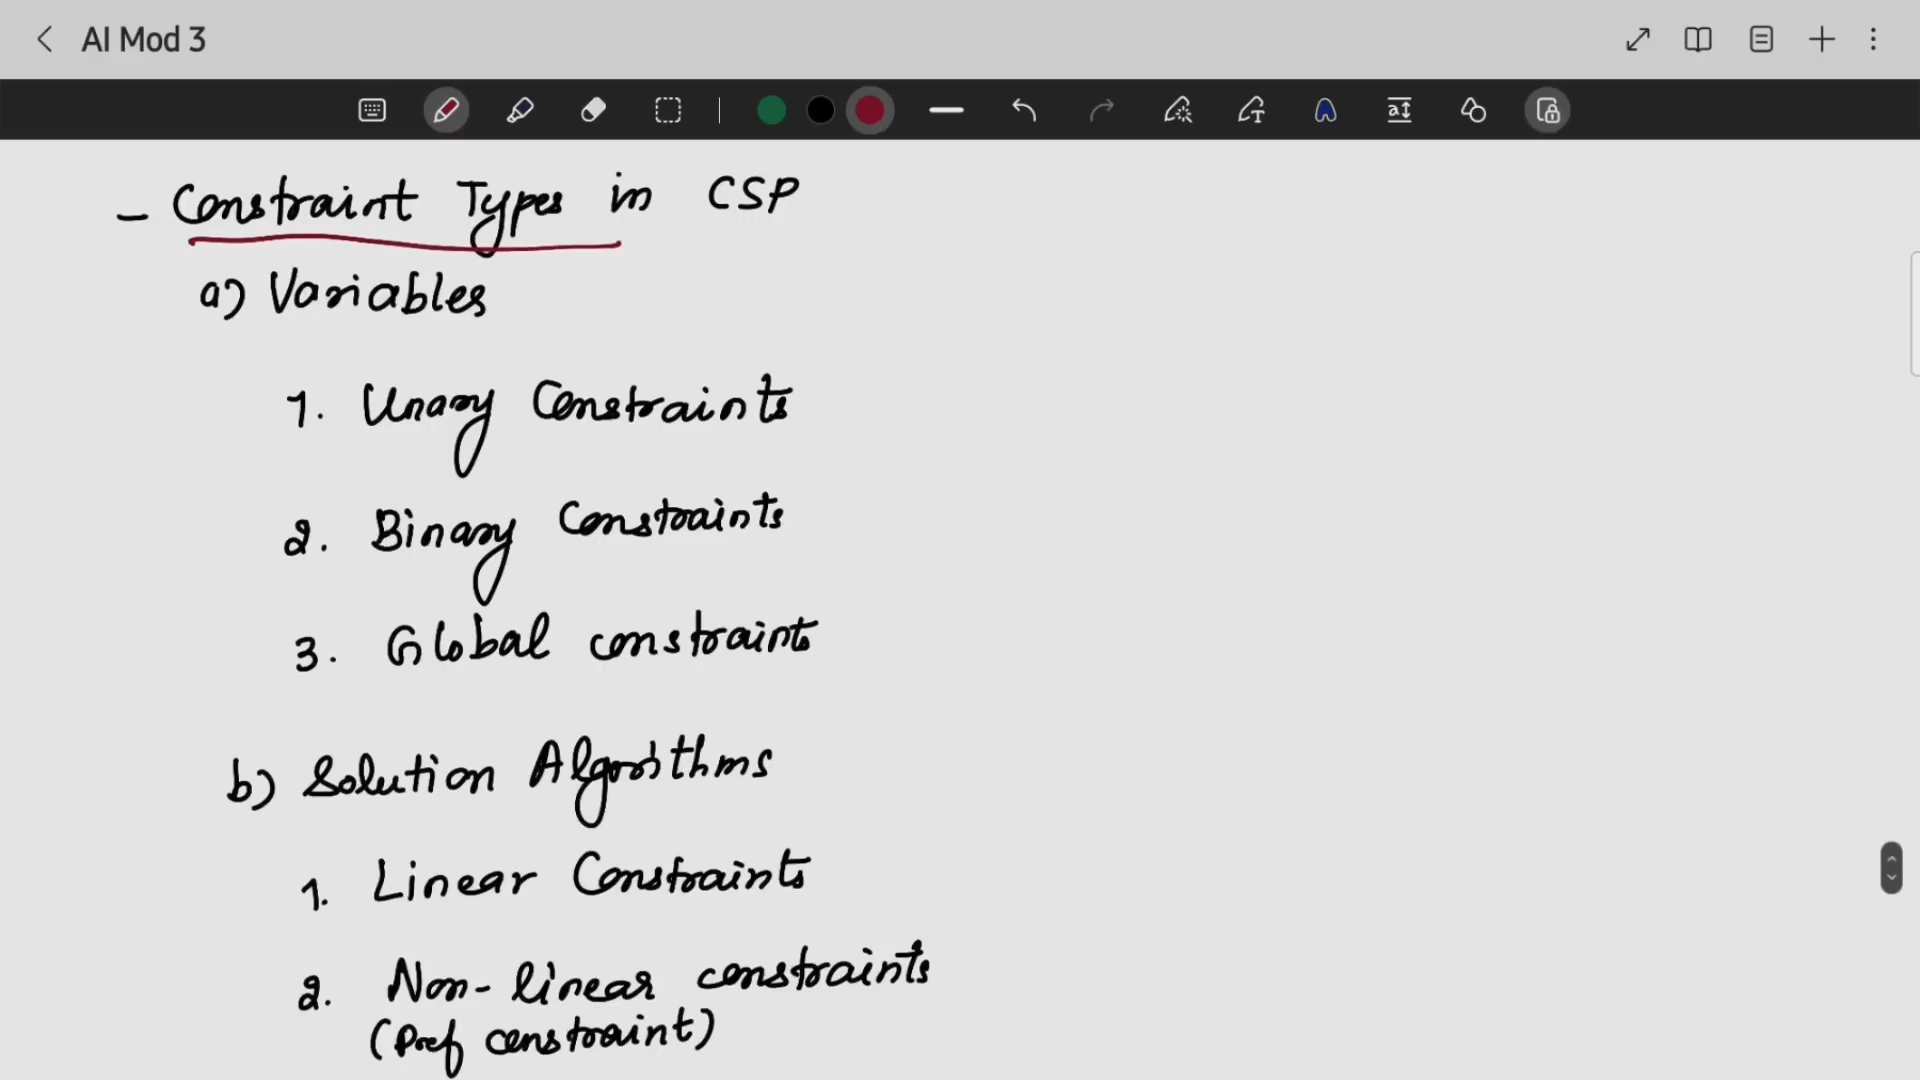 AI Mod 3
- Constraint Types in CSP
a) Variables
1. Unary Constraints
2. Binary Constraints
3. Global constraints
b) Solution Algorithms
1. Linear Constraints
2. Non-linear constraints
(Pref constraint)